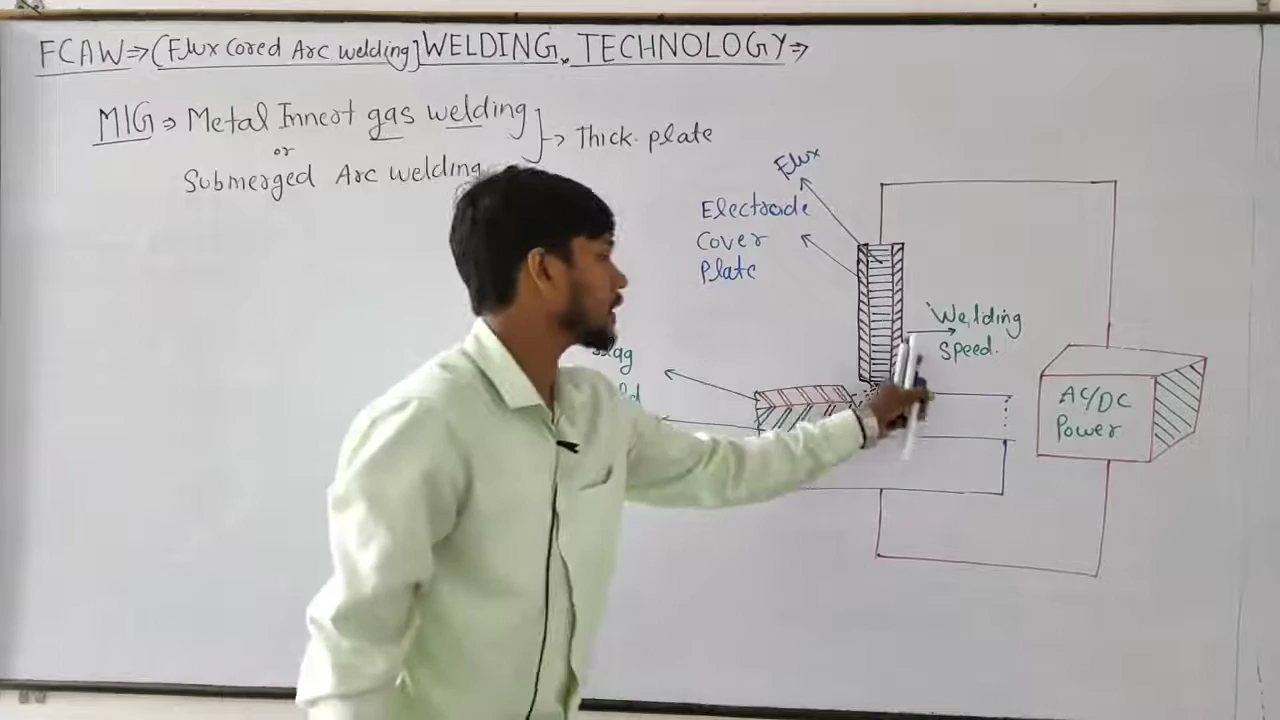 FCAW⇒(Flux Cored Arc welding] WELDING TECHNOLOGY⇒
MIG ⇒ Metal Innert gas welding
or
Submerged Arc welding
→ Thick plate
Flux
Electrode
Cover
Plate
Welding
Speed.
AC/DC
Power